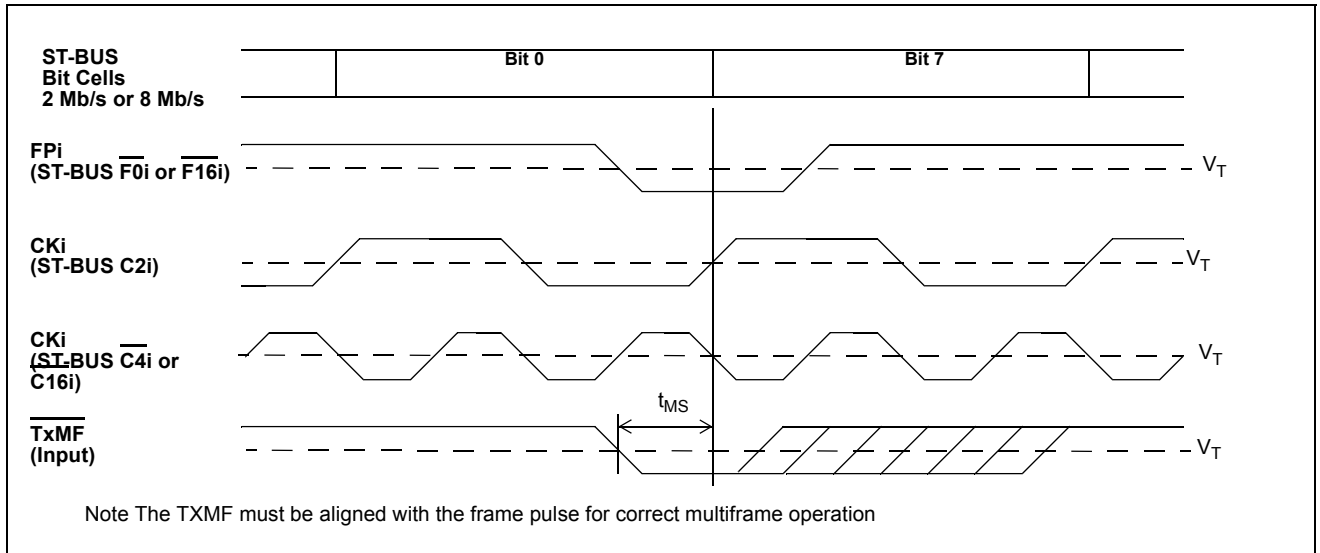 ST-BUS
Bit Cells
2 Mb/s or 8 Mb/s
Bit 0
Bit 7
FPi
(ST-BUS F0i or F16i)
VT
CKi
(ST-BUS C2i)
VT
CKi
(ST-BUS C4i or
C16i)
VT
tMS
TxMF
(Input)
VT
Note The TXMF must be aligned with the frame pulse for correct multiframe operation